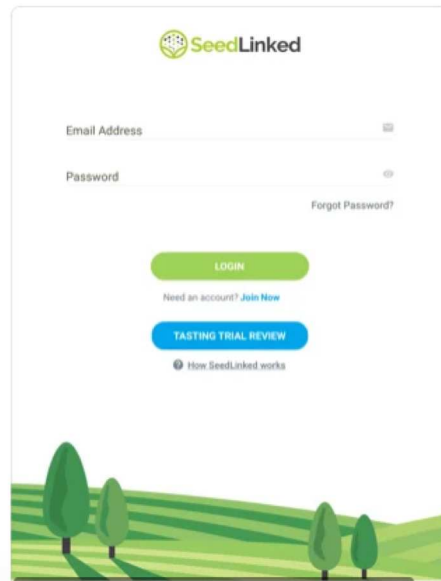 SeedLinked
Email Address
Password
Forgot Password?
LOGIN
Need an account? Join Now
TASTING TRIAL REVIEW
How SeedLinked works